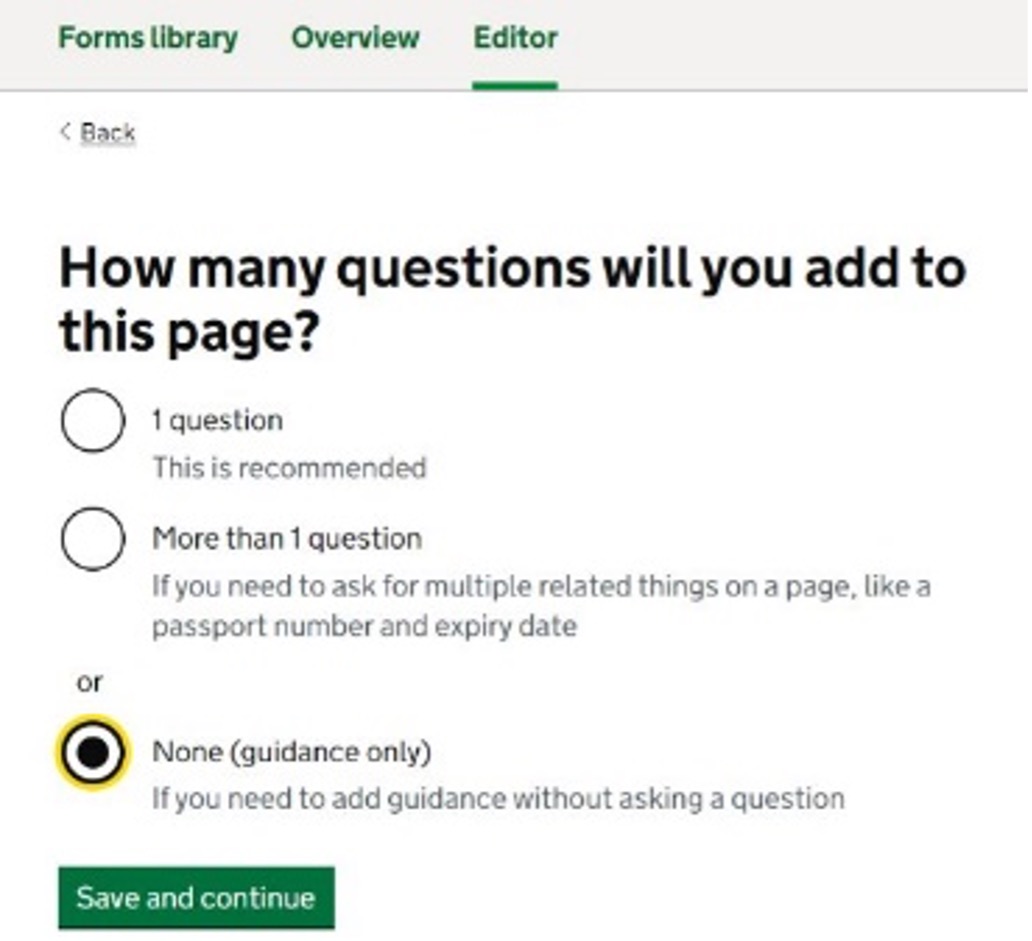 Forms library Overview Editor
Back
How many questions will you add to
this page?
1 question
This is recommended
More than 1 question
If you need to ask for multiple related things on a page, like a
passport number and expiry date
or
None (guidance only)
If you need to add guidance without asking a question
Save and continue